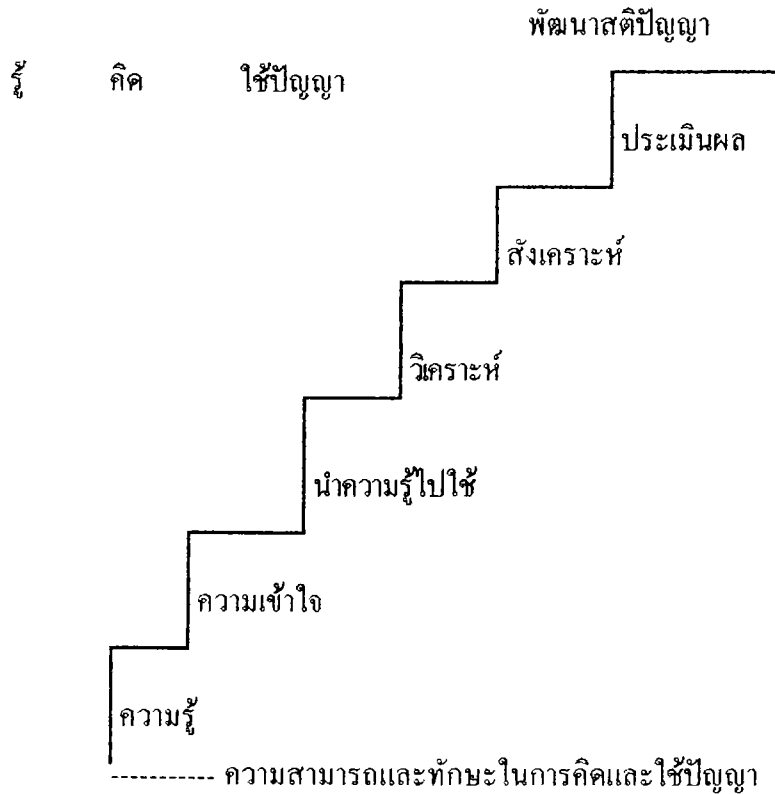 พัฒนาสติปัญญา
รู้ คิด ใช้ปัญญา
ประเมินผล
สังเคราะห์
วิเคราะห์
นำความรู้ไปใช้
ความเข้าใจ
ความรู้
ความสามารถและทักษะในการคิดและใช้ปัญญา